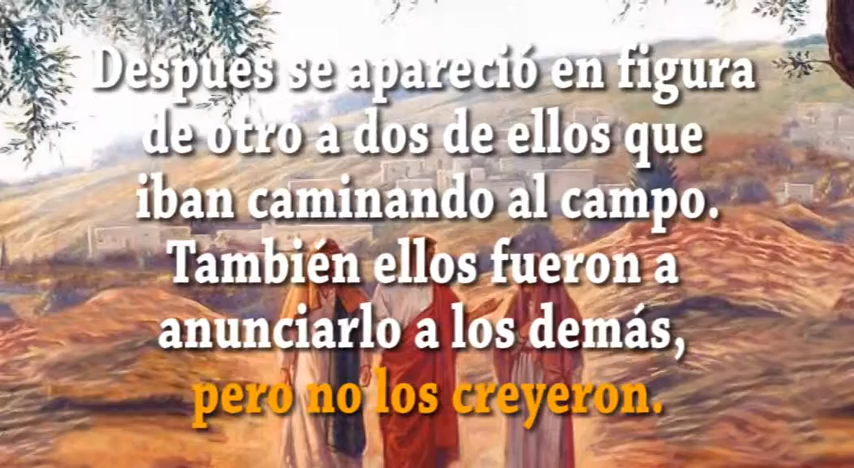 Después se apareció en figura
de otro a dos de ellos que
iban caminando al campo.
También ellos fueron a
anunciarlo a los demás,
pero no los creyeron.